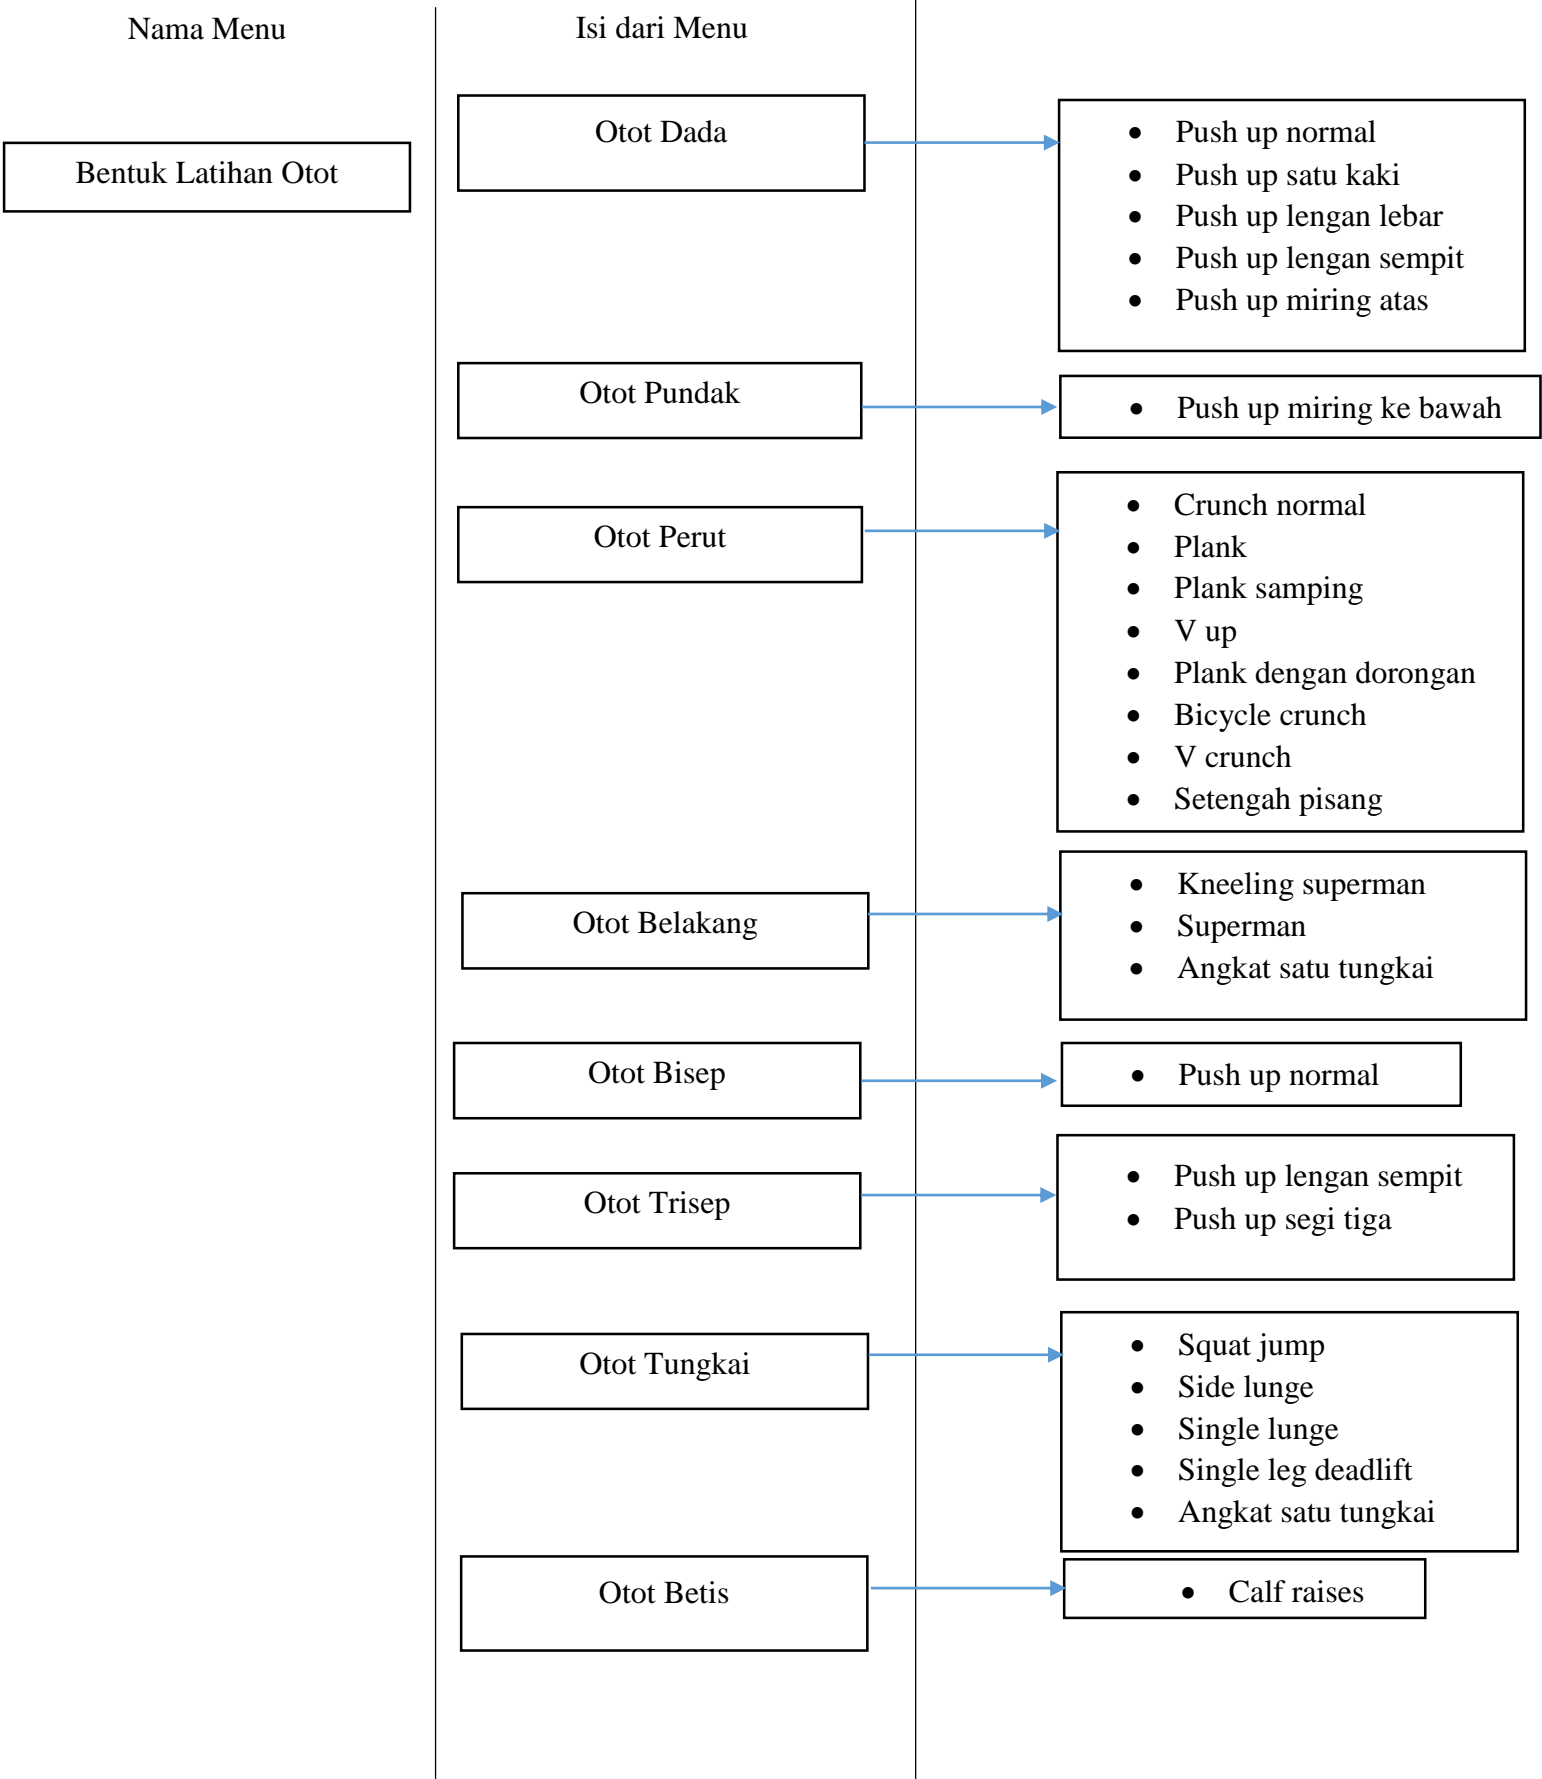 Nama Menu
Isi dari Menu
Bentuk Latihan Otot
Otot Dada
• Push up normal
• Push up satu kaki
• Push up lengan lebar
• Push up lengan sempit
• Push up miring atas
Otot Pundak
• Push up miring ke bawah
Otot Perut
• Crunch normal
• Plank
• Plank samping
• V up
• Plank dengan dorongan
• Bicycle crunch
• V crunch
• Setengah pisang
Otot Belakang
• Kneeling superman
• Superman
• Angkat satu tungkai
Otot Bisep
• Push up normal
Otot Trisep
• Push up lengan sempit
• Push up segi tiga
Otot Tungkai
• Squat jump
• Side lunge
• Single lunge
• Single leg deadlift
• Angkat satu tungkai
Otot Betis
• Calf raises